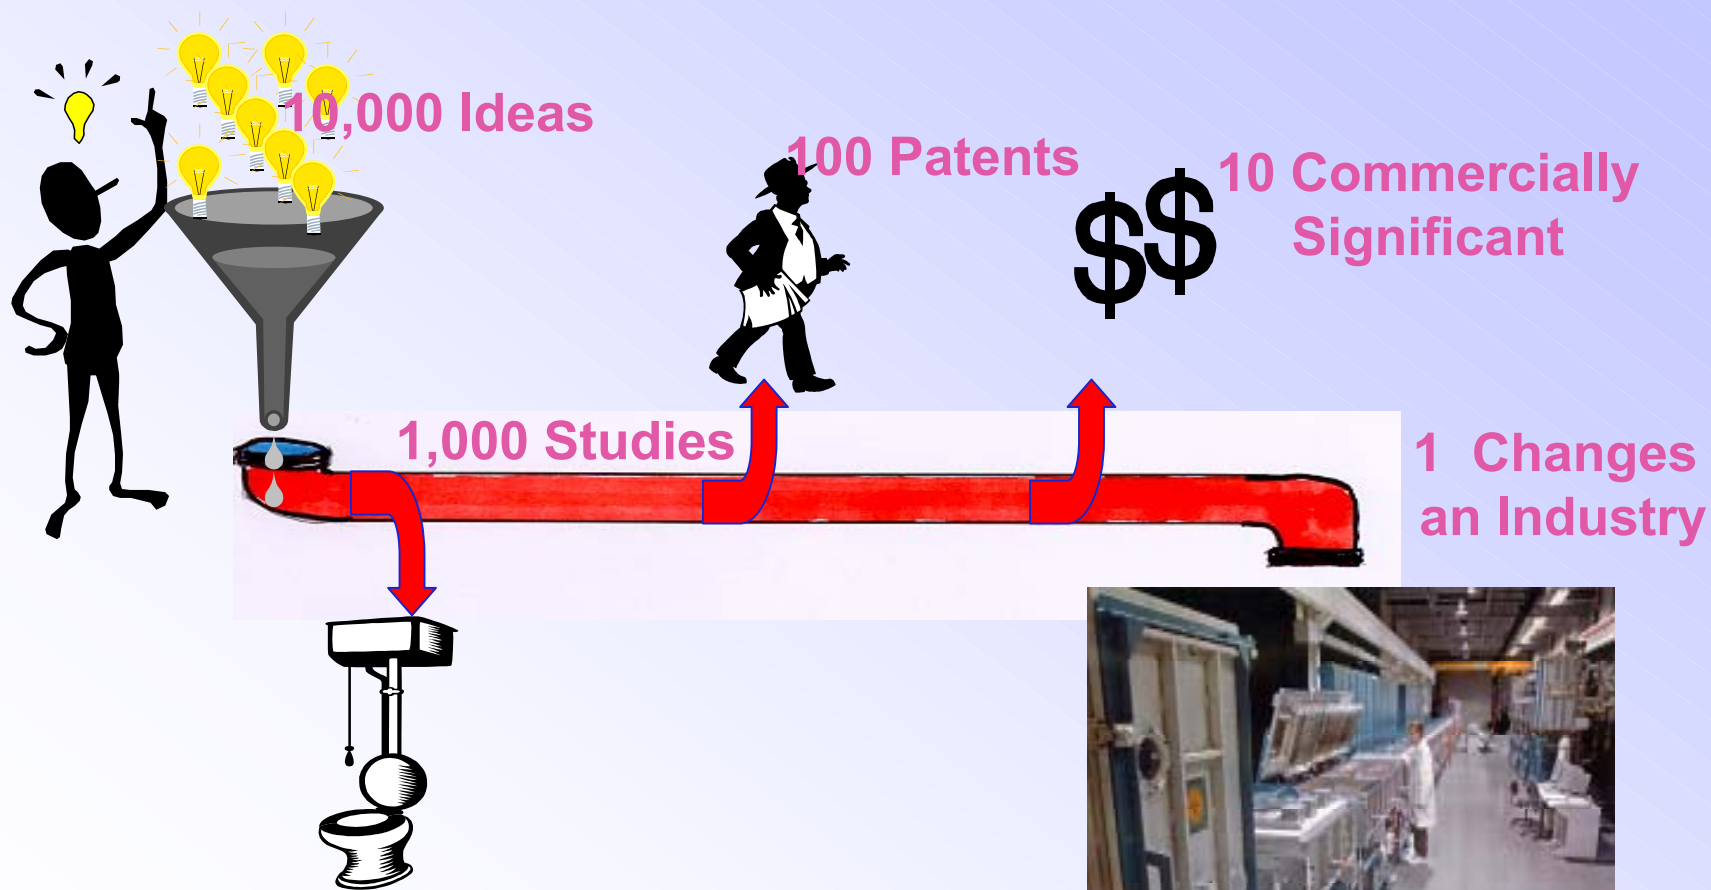 10,000 Ideas
100 Patents
$$
10 Commercially
Significant
1,000 Studies
1 Changes
an Industry